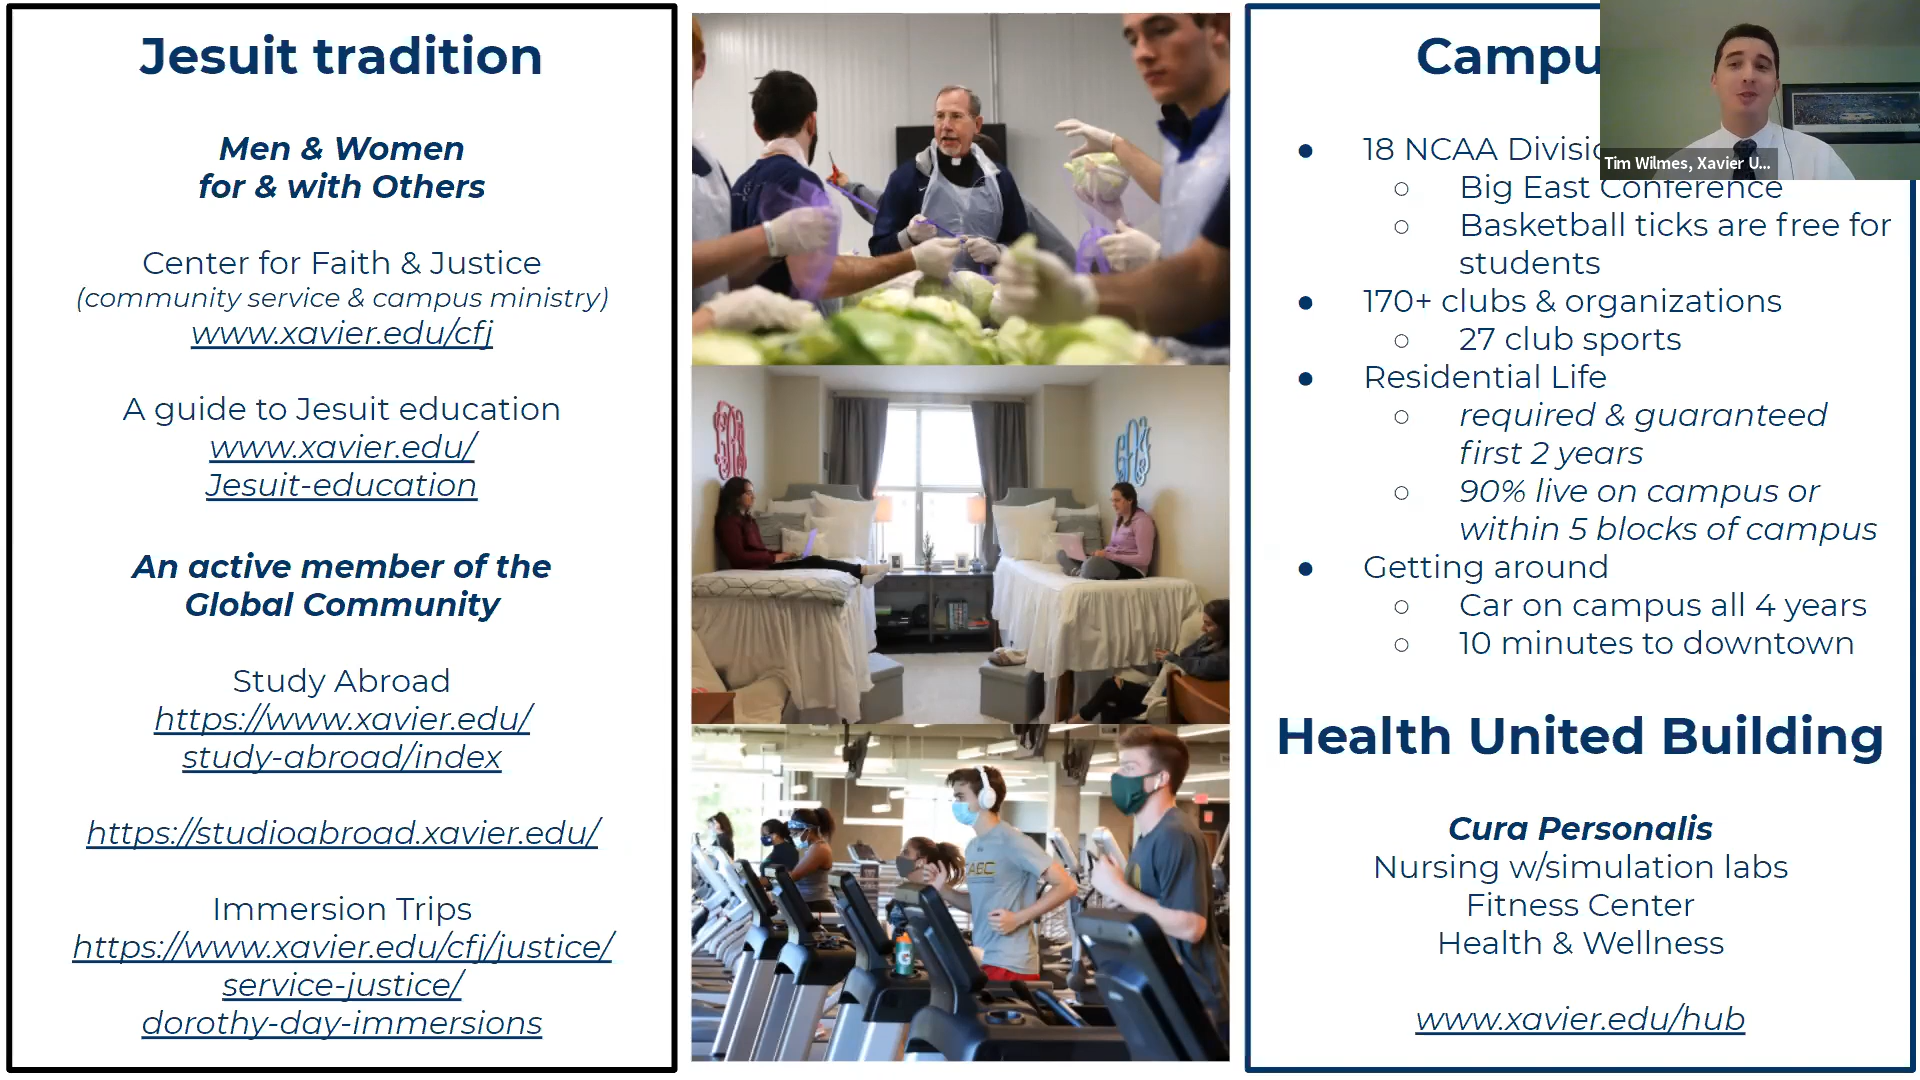 Jesuit tradition
Men & Women
for & with Others
Center for Faith & Justice
(community service & campus ministry)
www.xavier.edu/cfj
A guide to Jesuit education
www.xavier.edu/
Jesuit-education
An active member of the
Global Community
Study Abroad
https://www.xavier.edu/
study-abroad/index
https://studioabroad.xavier.edu/
Immersion Trips
https://www.xavier.edu/cfj/justice/
service-justice/
dorothy-day-immersions
Campu
Tim Wilmes, Xavier U...
18 NCAA Divisio
Big East Conference
Basketball ticks are free for
students
170+ clubs & organizations
27 club sports
Residential Life
required & guaranteed
first 2 years
90% live on campus or
within 5 blocks of campus
Getting around
Car on campus all 4 years
10 minutes to downtown
Health United Building
Cura Personalis
Nursing w/simulation labs
Fitness Center
Health & Wellness
www.xavier.edu/hub